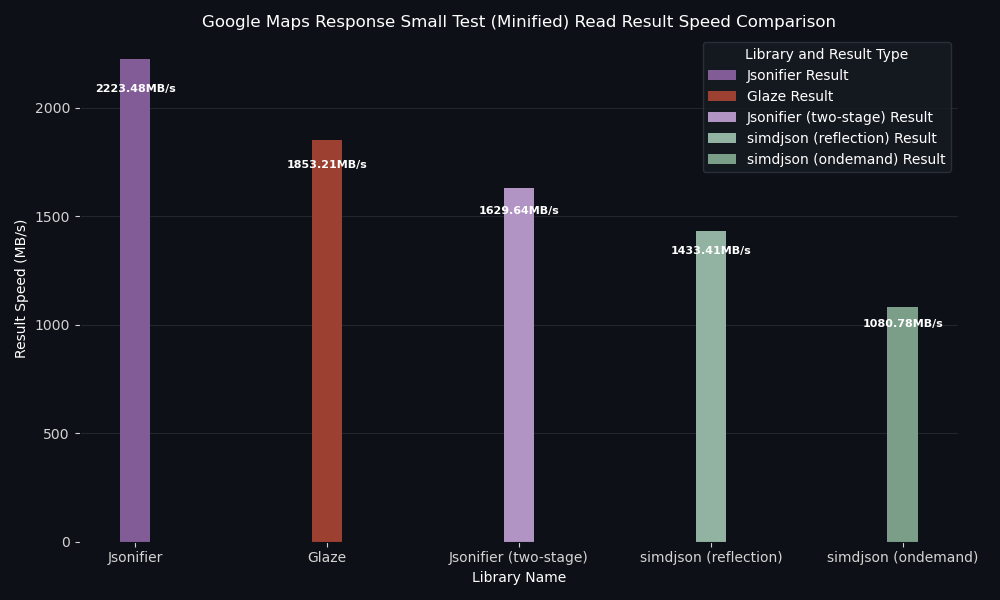 Google Maps Response Small Test (Minified) Read Result Speed Comparison
Library and Result Type
Jsonifier Result
Glaze Result
Jsonifier (two-stage) Result
simdjson (reflection) Result
simdjson (ondemand) Result
2223.48MB/s
1853.21MB/s
1629.64MB/s
1433.41MB/s
1080.78MB/s
Result Speed (MB/s)
2000
1500
1000
500
0
Jsonifier
Glaze
Jsonifier (two-stage)
simdjson (reflection)
simdjson (ondemand)
Library Name